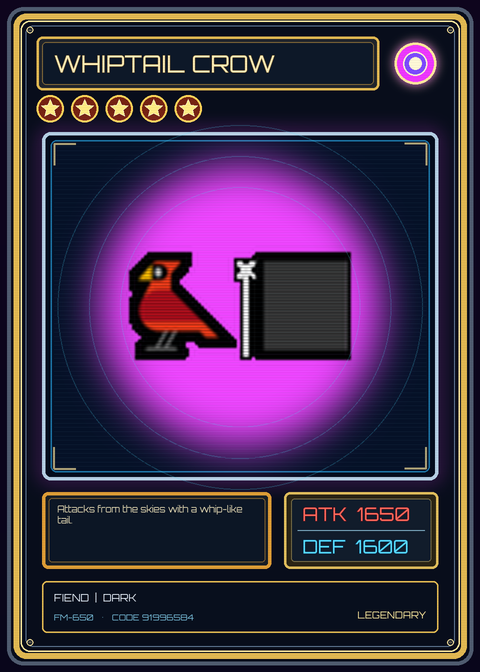 WHIPTAIL CROW
Attacks from the skies with a whip-like
tail.
ATK 1650
DEF 1600
FIEND | DARK
FM-650 · CODE 91996584
LEGENDARY